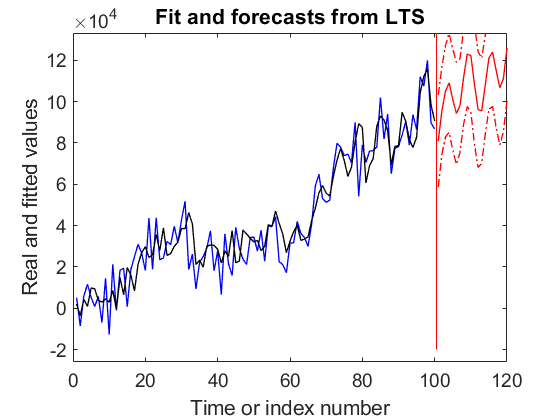 Fit and forecasts from LTS
×10⁴
12
10
8
6
4
2
0
-2
Real and fitted values
0 20 40 60 80 100 120
Time or index number